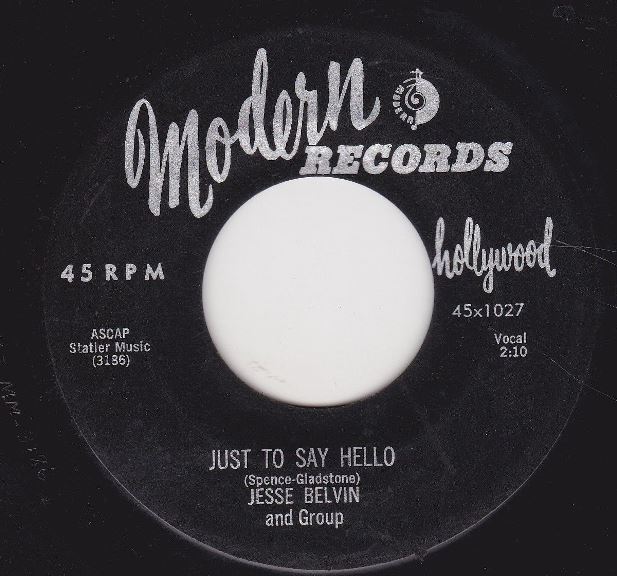 Modern
RECORDS
hollywood
45 RPM
45x1027
ASCAP
Statler Music
(3186)
Vocal
2:10
JUST TO SAY HELLO
(Spence-Gladstone)
JESSE BELVIN
and Group